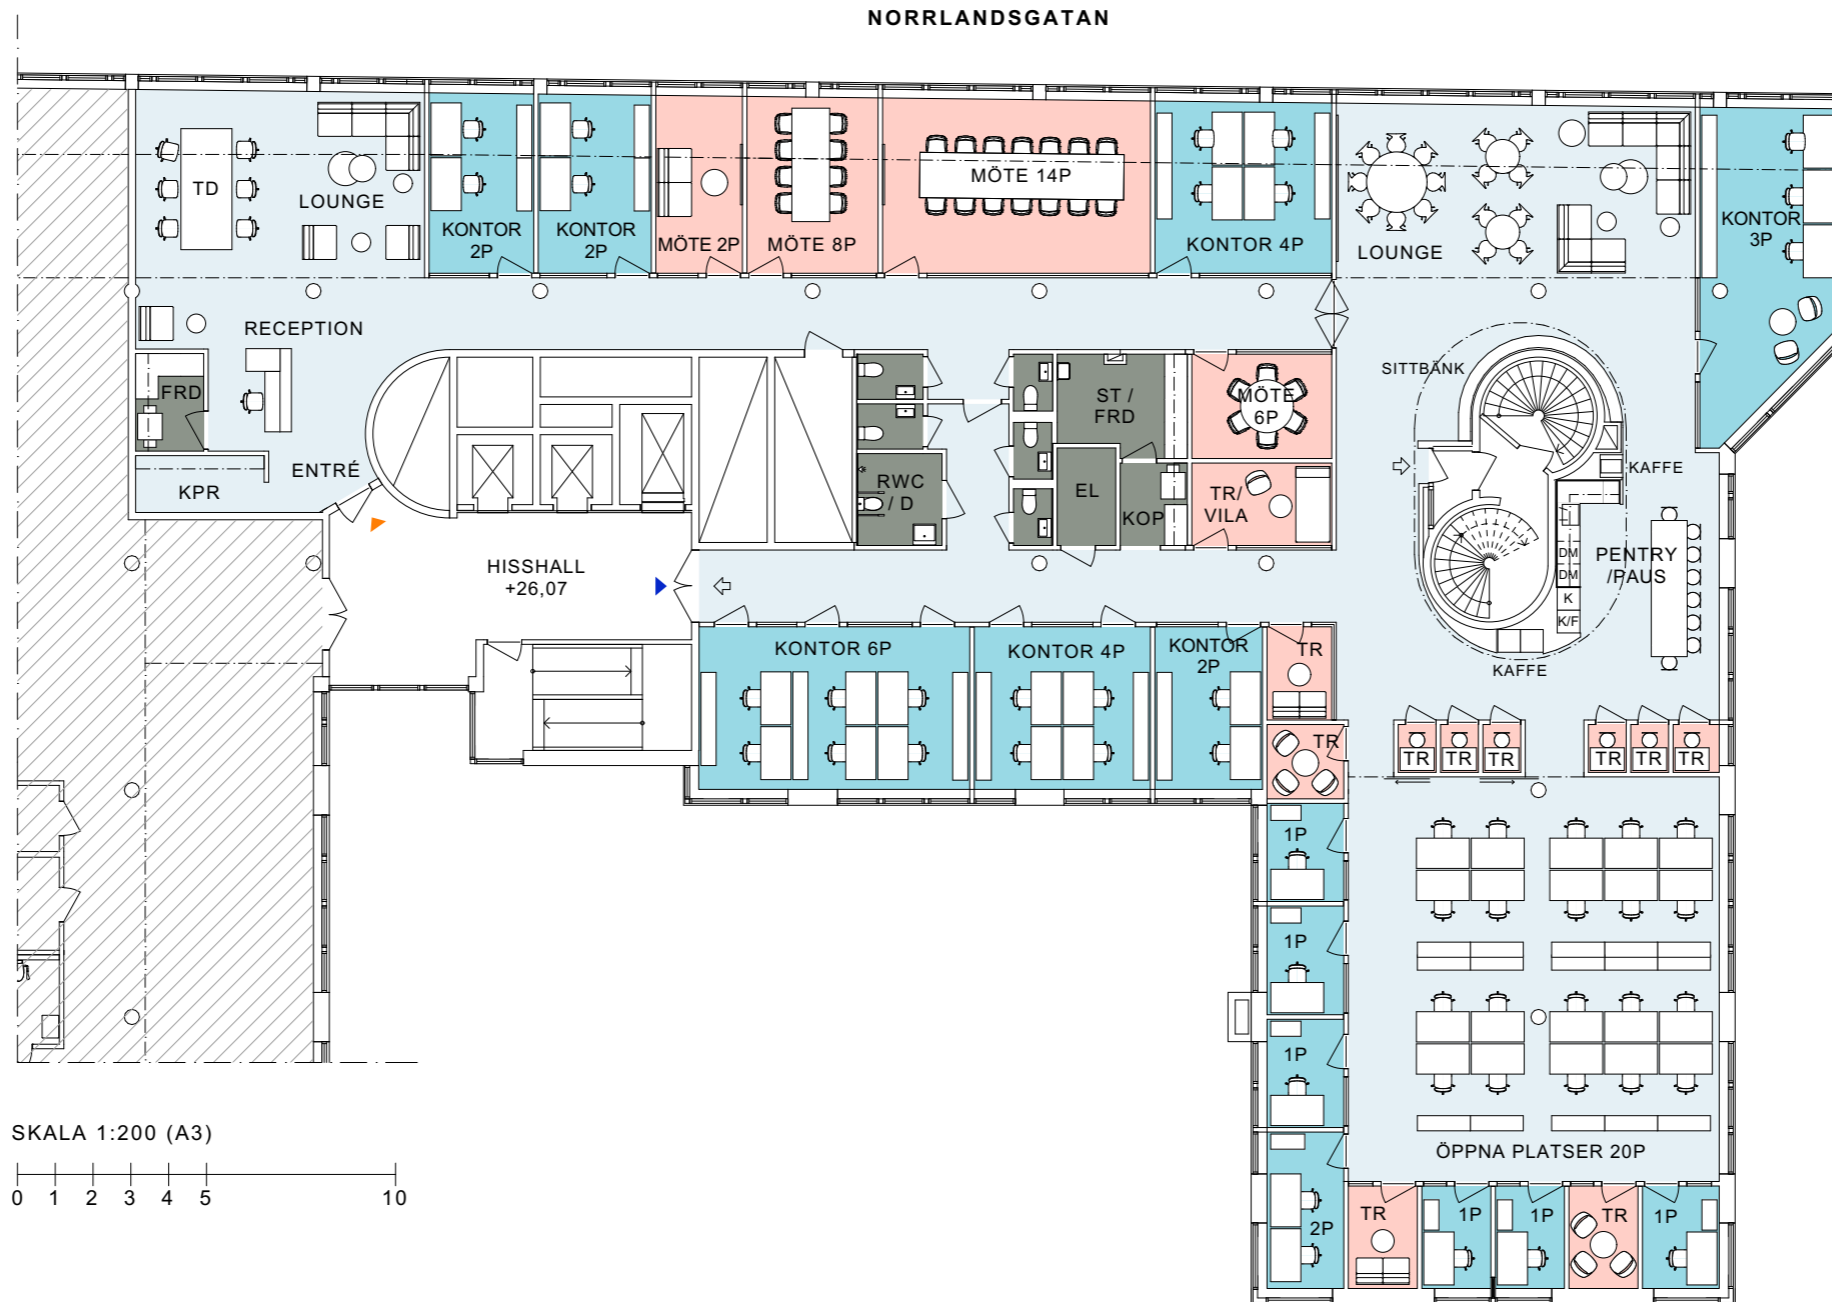 NORRLANDSGATAN
TD
LOUNGE
KONTOR
2P
KONTOR
2P
MÖTE 2P
MÖTE 8P
MÖTE 14P
KONTOR 4P
LOUNGE
KONTOR
3P
RECEPTION
FRD
KPR
ENTRÉ
RWC
/ D
ST /
FRD
EL
KOP
MÖTE
6P
TR/
VILA
SITTBÄNK
KAFFE
DM
DM
K
K/F
PENTRY
/PAUS
KAFFE
HISSHALL
+26,07
KONTOR 6P
KONTOR 4P
KONTOR
2P
TR
TR
TR
TR
TR
TR
TR
TR
1P
1P
1P
2P
ÖPPNA PLATSER 20P
TR
1P
1P
TR
1P
SKALA 1:200 (A3)
0 1 2 3 4 5 10